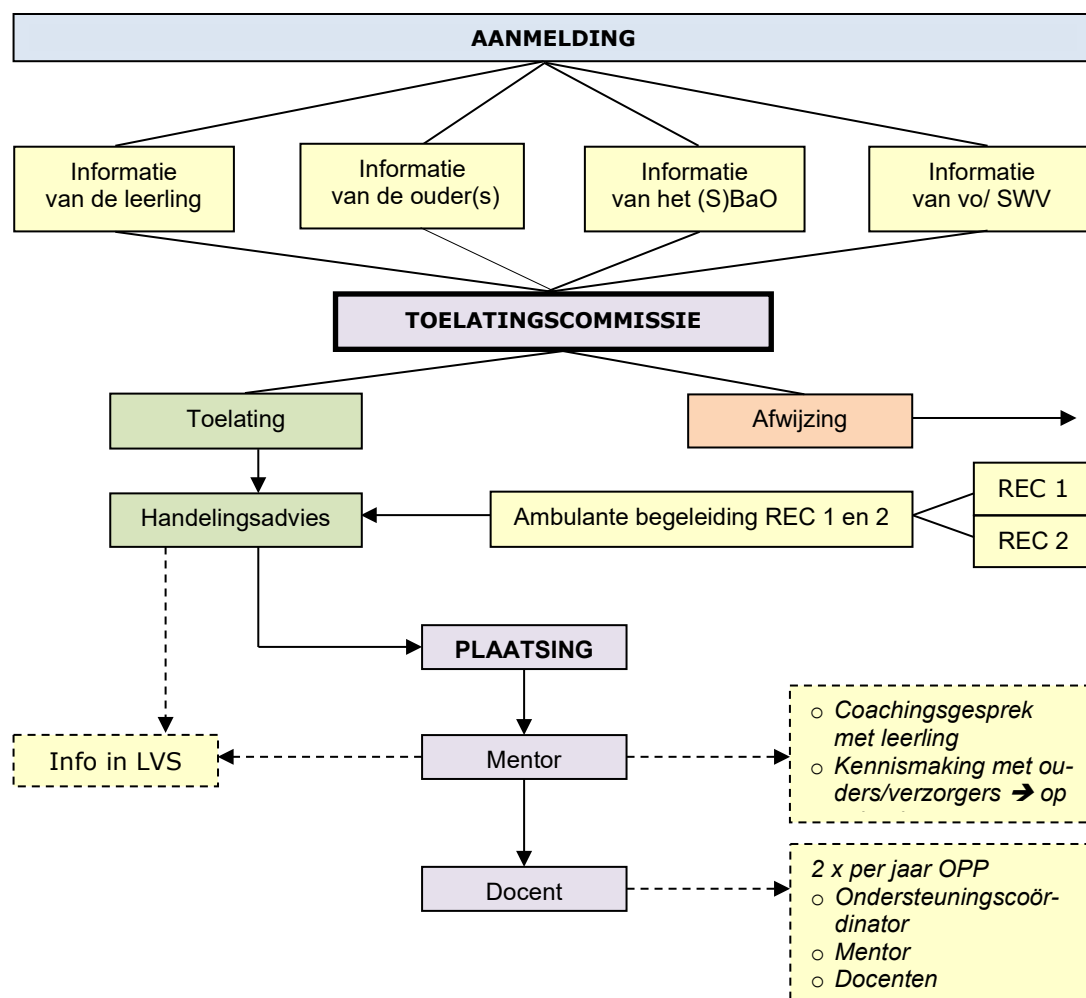 AANMELDING
Informatie
van de leerling
Informatie
van de ouder(s)
Informatie
van het (S)BaO
Informatie
van vo/ SWV
TOELATINGSCOMMISSIE
Toelating
Afwijzing
Handelingsadvies
Ambulante begeleiding REC 1 en 2
REC 1
REC 2
PLAATSING
Info in LVS
Mentor
o Coachingsgesprek
met leerling
o Kennismaking met ou-
ders/verzorgers ➔ op
Docent
2 x per jaar OPP
o Ondersteuningscoör-
dinator
o Mentor
o Docenten